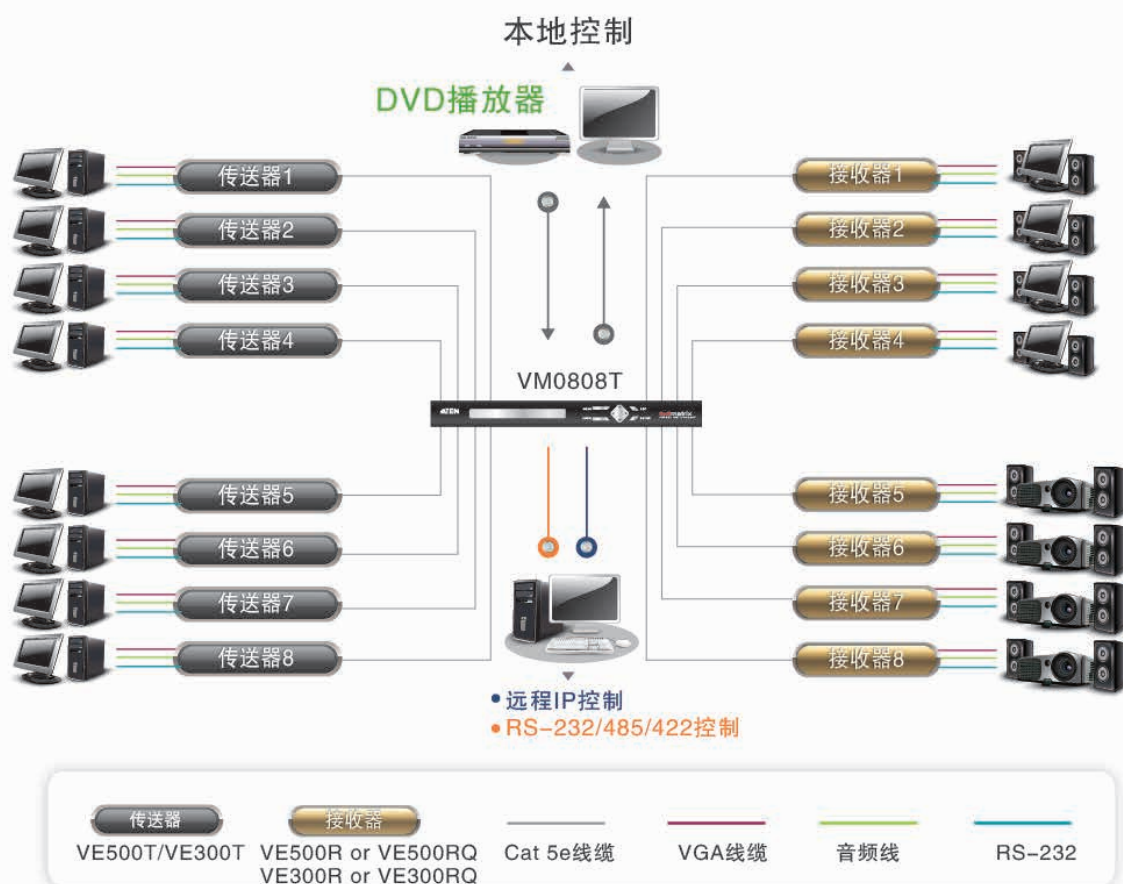 本地控制
DVD播放器
传送器1
接收器1
传送器2
接收器2
传送器3
接收器3
传送器4
接收器4
VM0808T
ATEN
matrix
传送器5
接收器5
传送器6
接收器6
传送器7
接收器7
传送器8
接收器8
•远程IP控制
•RS-232/485/422控制
传送器
接收器
VE500T/VE300T
VE500R or VE500RQ
VE300R or VE300RQ
Cat 5e线缆
VGA线缆
音频线
RS-232